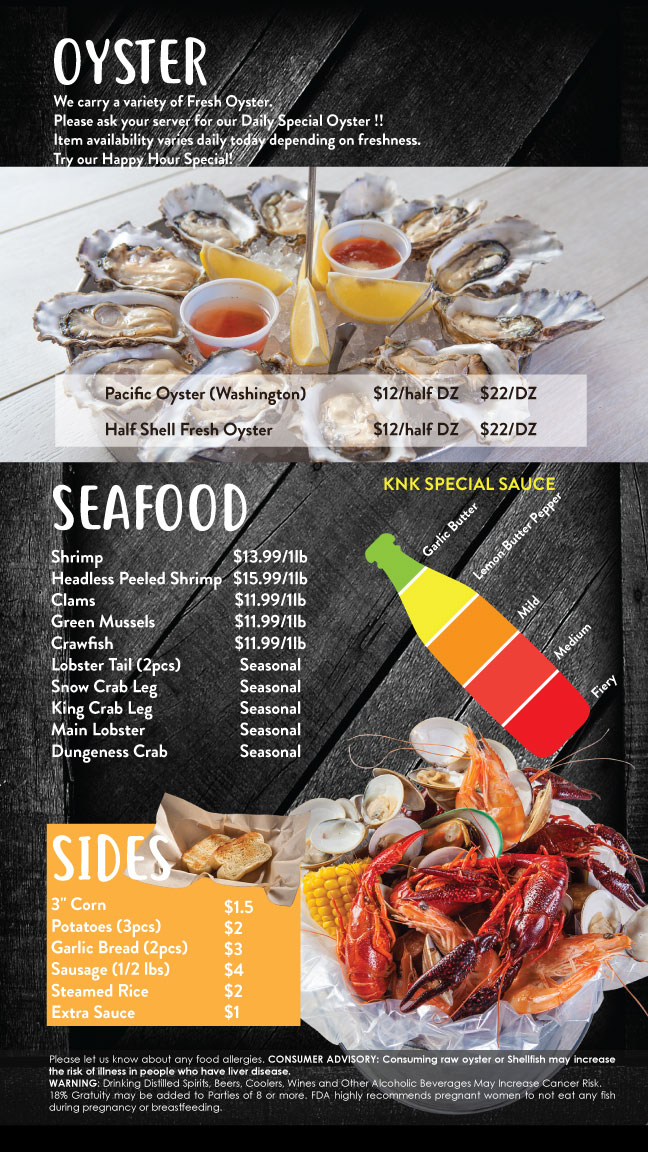 OYSTER
We carry a variety of Fresh Oyster.
Please ask your server for our Daily Special Oyster !!
Item availability varies daily today depending on freshness.
Try our Happy Hour Special!
Pacific Oyster (Washington) $12/half DZ $22/DZ
Half Shell Fresh Oyster $12/half DZ $22/DZ
SEAFOOD
Shrimp $13.99/1lb
Headless Peeled Shrimp $15.99/1lb
Clams $11.99/1lb
Green Mussels $11.99/1lb
Crawfish $11.99/1lb
Lobster Tail (2pcs) Seasonal
Snow Crab Leg Seasonal
King Crab Leg Seasonal
Main Lobster Seasonal
Dungeness Crab Seasonal
KNK SPECIAL SAUCE
Garlic Butter
Lemon Butter Pepper
Mild
Medium
Fiery
SIDES
3" Corn $1.5
Potatoes (3pcs) $2
Garlic Bread (2pcs) $3
Sausage (1/2 lbs) $4
Steamed Rice $2
Extra Sauce $1
Please let us know about any food allergies. CONSUMER ADVISORY: Consuming raw oyster or Shellfish may increase
the risk of illness in people who have liver disease.
WARNING: Drinking Distilled Spirits, Beers, Coolers, Wines and Other Alcoholic Beverages May Increase Cancer Risk.
18% Gratuity may be added to Parties of 8 or more. FDA highly recommends pregnant women to not eat any fish
during pregnancy or breastfeeding.